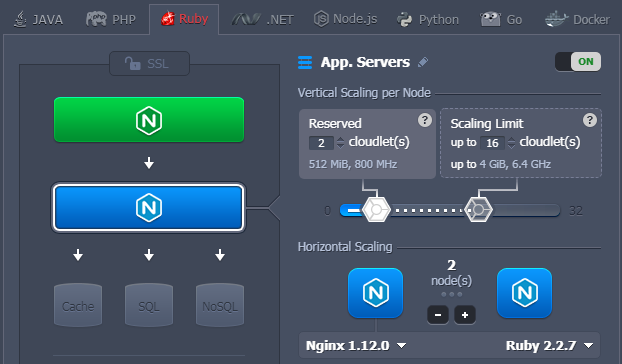 JAVA
PHP
Ruby
.NET
Node.js
Python
Go
Docker
SSL
App. Servers
ON
Vertical Scaling per Node
Reserved ?
2 cloudlet(s)
512 MiB, 800 MHz
Scaling Limit ?
up to 16 cloudlet(s)
up to 4 GiB, 6.4 GHz
0
32
Horizontal Scaling
2
node(s)
- +
Cache
SQL
NoSQL
Nginx 1.12.0
Ruby 2.2.7